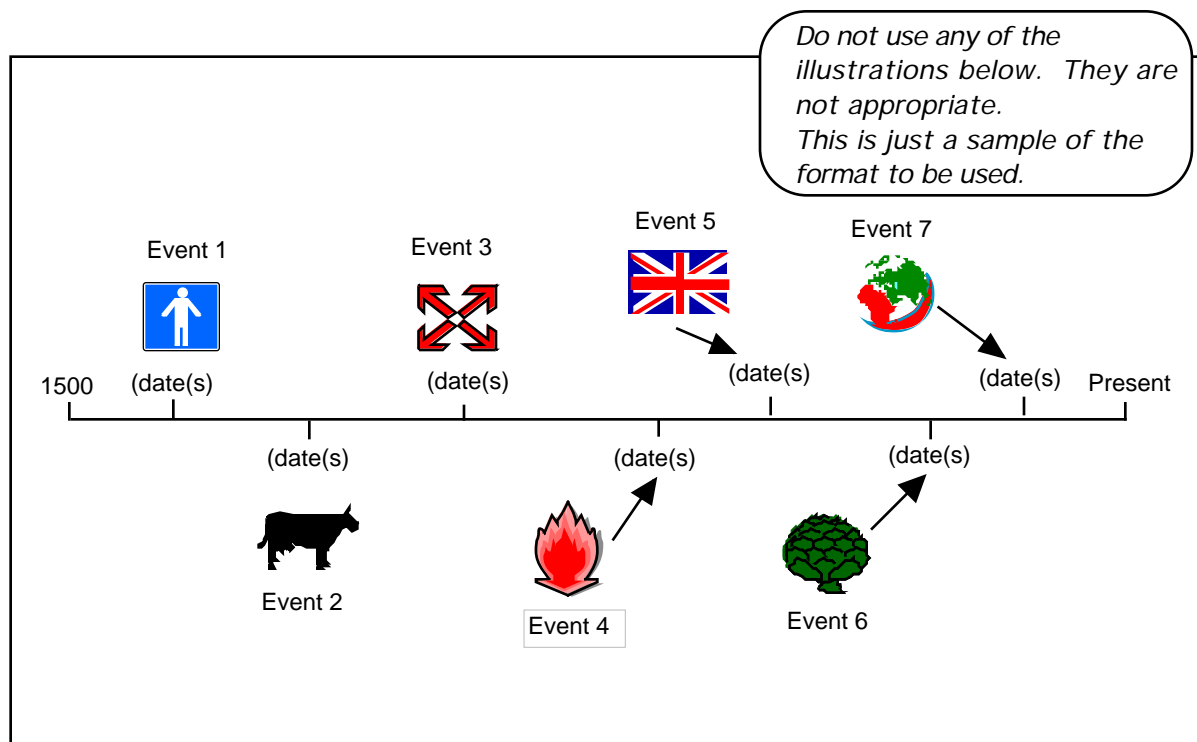 Do not use any of the
illustrations below.  They are
not appropriate.
This is just a sample of the
format to be used.
Event 1
Event 3
Event 5
Event 7
1500
(date(s)
(date(s)
(date(s)
(date(s)
Present
(date(s)
(date(s)
(date(s)
Event 2
Event 4
Event 6